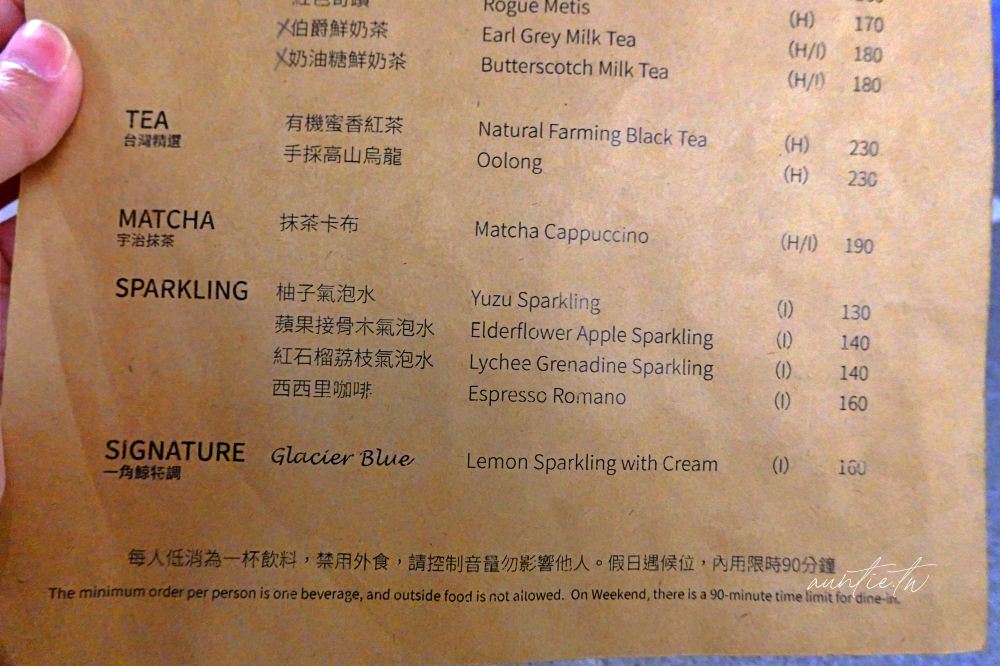 Rogue Metis (H) 170
伯爵鮮奶茶 Earl Grey Milk Tea (H/I) 180
奶油糖鮮奶茶 Butterscotch Milk Tea (H/I) 180
TEA 有機蜜香紅茶 Natural Farming Black Tea (H) 230
台灣精選 手採高山烏龍 Oolong (H) 230
MATCHA 抹茶卡布 Matcha Cappuccino (H/I) 190
宇治抹茶
SPARKLING 柚子氣泡水 Yuzu Sparkling (I) 130
蘋果接骨木氣泡水 Elderflower Apple Sparkling (I) 140
紅石榴荔枝氣泡水 Lychee Grenadine Sparkling (I) 140
西西里咖啡 Espresso Romano (I) 160
SIGNATURE Glacier Blue Lemon Sparkling with Cream (I) 160
一角鯨特調
每人低消為一杯飲料，禁用外食，請控制音量勿影響他人。假日遇候位，內用限時90分鐘
The minimum order per person is one beverage, and outside food is not allowed. On Weekend, there is a 90-minute time limit for dine-in.
auntie.tw